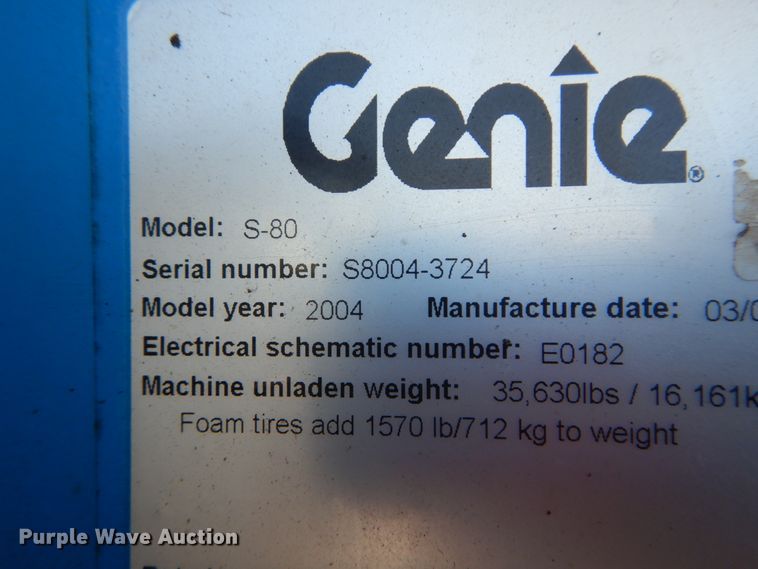 Genie®
Model: S-80
Serial number: S8004-3724
Model year: 2004 Manufacture date: 03/0
Electrical schematic number: E0182
Machine unladen weight: 35,630lbs / 16,161k
Foam tires add 1570 lb/712 kg to weight
Purple Wave Auction